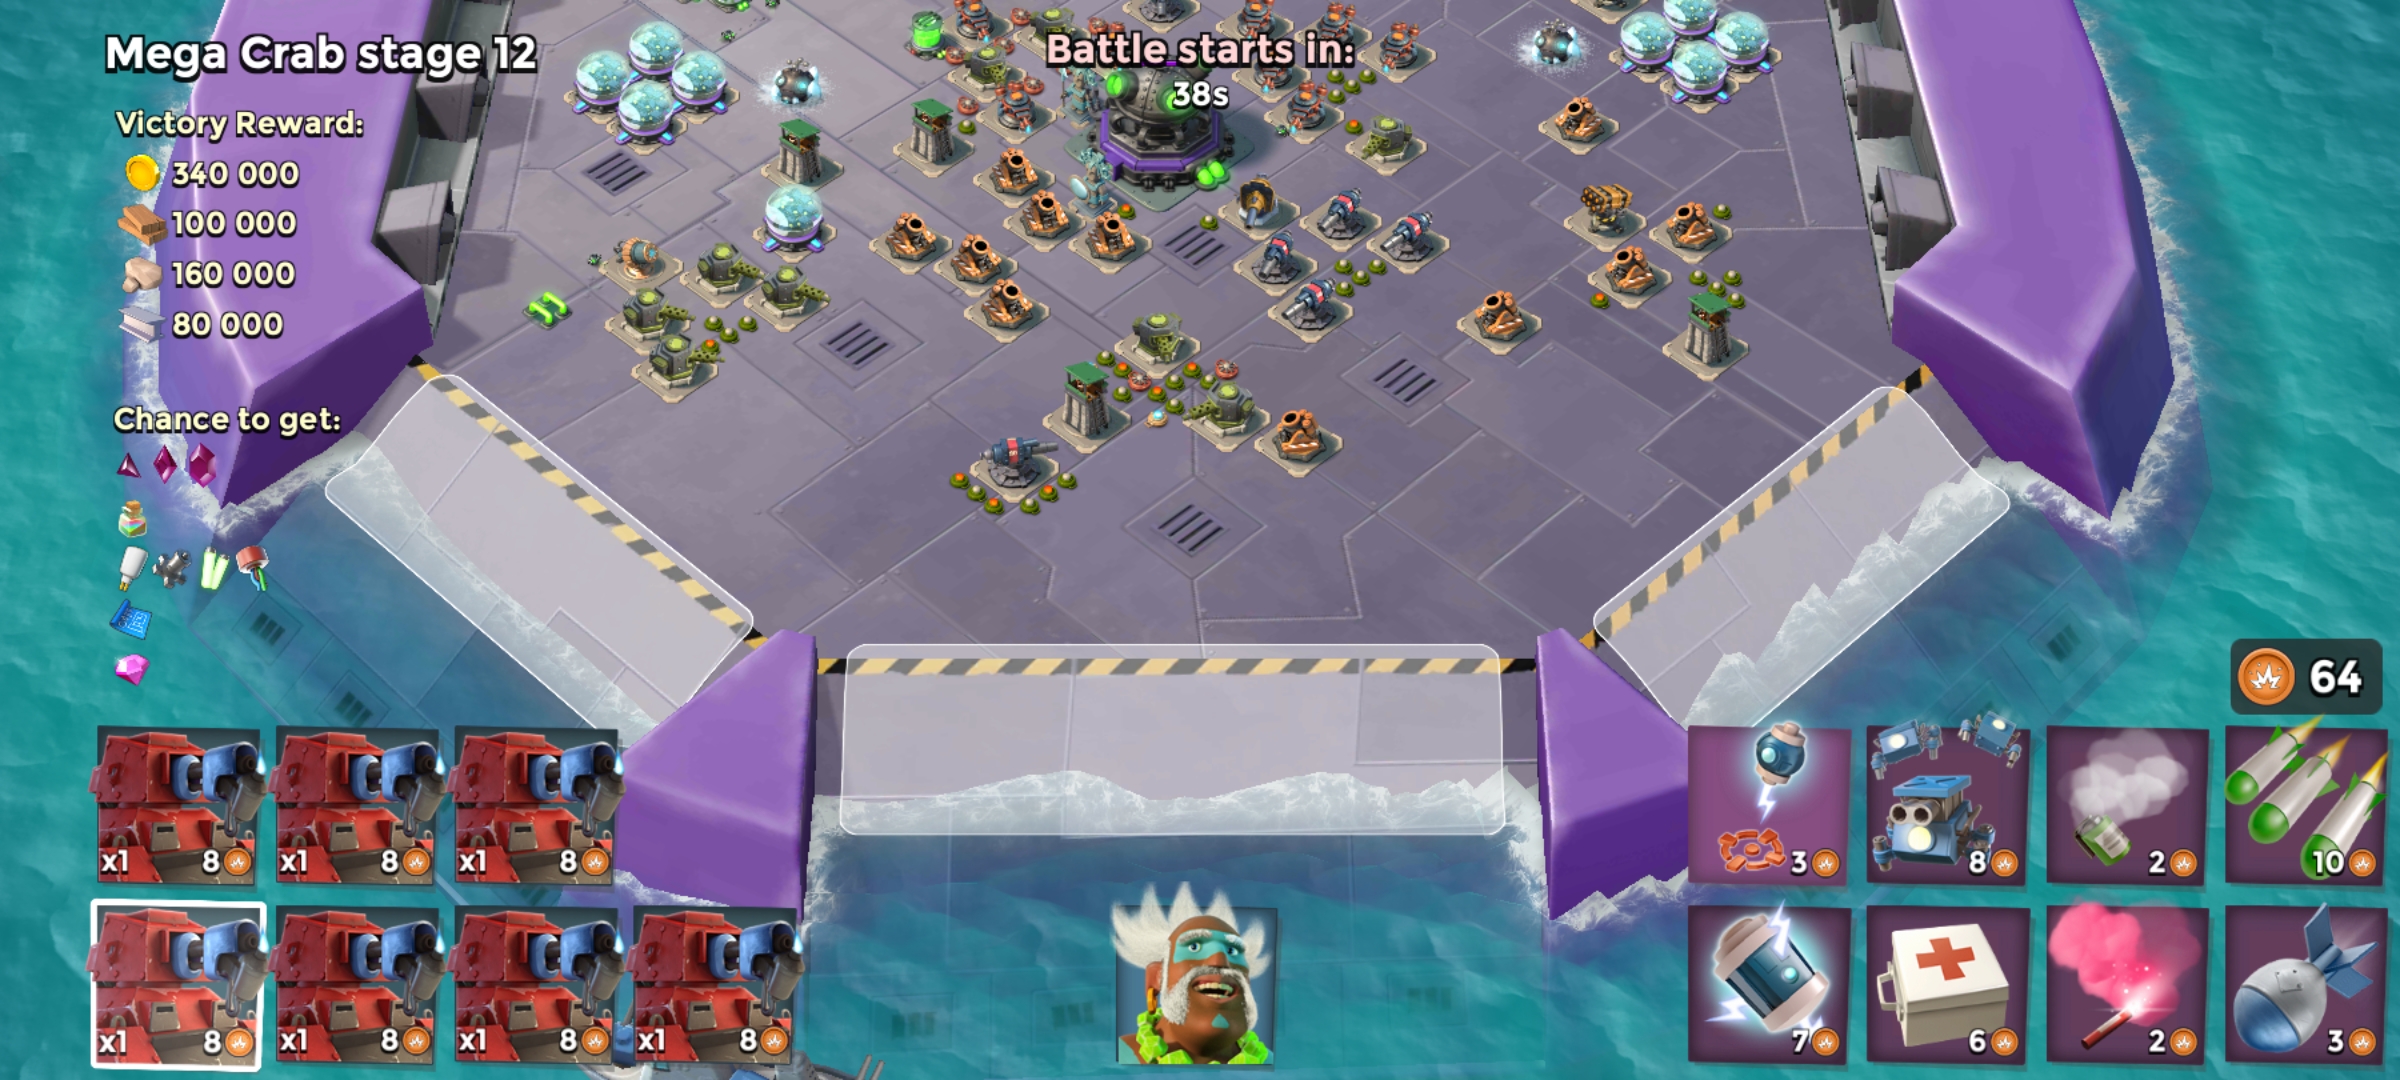 Mega Crab stage 12
Battle starts in:
38s
Victory Reward:
340 000
100 000
160 000
80 000
Chance to get:
64
x1 8
x1 8
x1 8
3
8
2
10
x1 8
x1 8
x1 8
x1 8
7
6
2
3